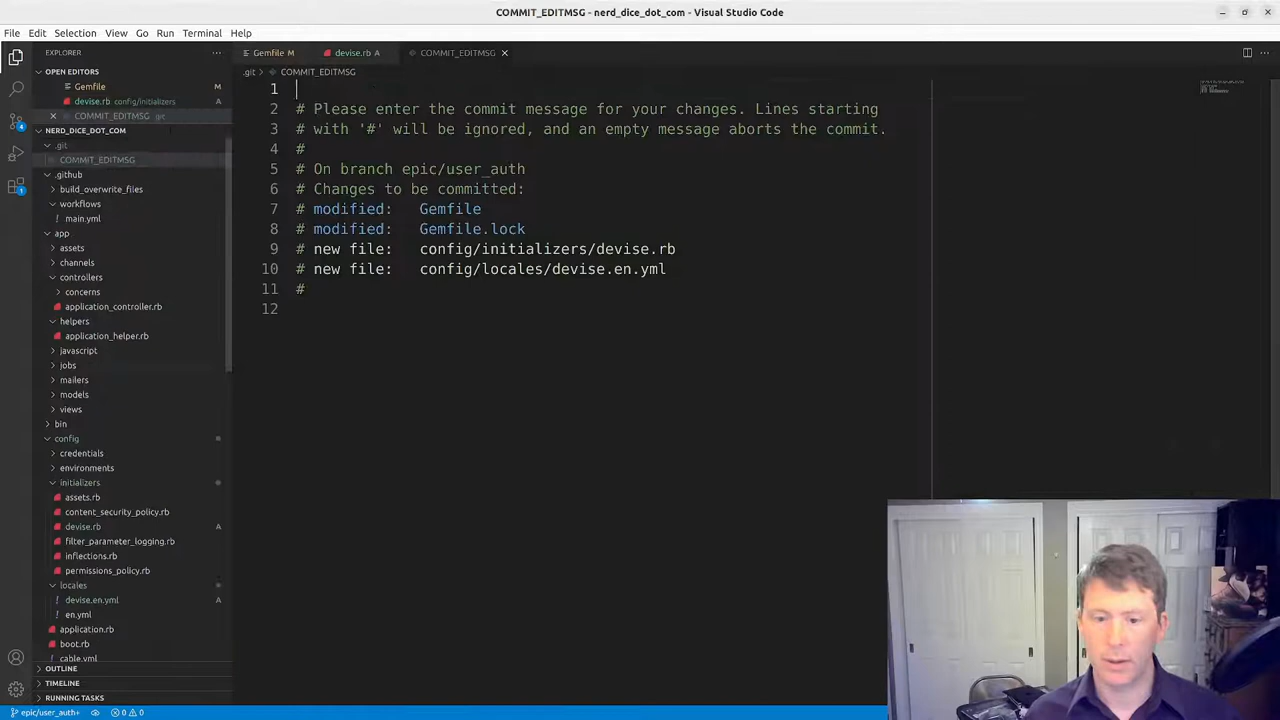 COMMIT_EDITMSG - nerd_dice_dot_com - Visual Studio Code
File Edit Selection View Go Run Terminal Help
EXPLORER
OPEN EDITORS
Gemfile M
devise.rb config/initializers
COMMIT_EDITMSG .git
NERD_DICE_DOT_COM
.git
COMMIT_EDITMSG
.github
build_overwrite_files
workflows
main.yml
app
assets
channels
controllers
concerns
application_controller.rb
helpers
application_helper.rb
javascript
jobs
mailers
models
views
bin
config
credentials
environments
initializers
assets.rb
content_security_policy.rb
devise.rb A
filter_parameter_logging.rb
inflections.rb
permissions_policy.rb
locales
devise.en.yml A
en.yml
application.rb
boot.rb
cable.yml
OUTLINE
TIMELINE
RUNNING TASKS
Gemfile M devise.rb A COMMIT_EDITMSG
.git COMMIT_EDITMSG
1
2 # Please enter the commit message for your changes. Lines starting
3 # with '#' will be ignored, and an empty message aborts the commit.
4 #
5 # On branch epic/user_auth
6 # Changes to be committed:
7 # modified: Gemfile
8 # modified: Gemfile.lock
9 # new file: config/initializers/devise.rb
10 # new file: config/locales/devise.en.yml
11 #
12
4
1
epic/user_auth+ 0 0